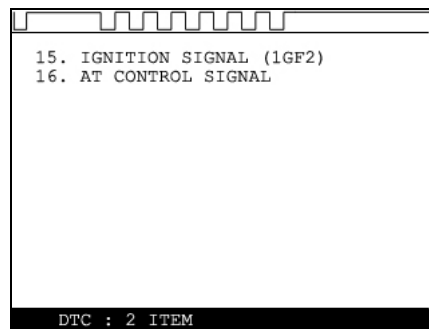 15. IGNITION SIGNAL (1GF2)
16. AT CONTROL SIGNAL
DTC : 2 ITEM